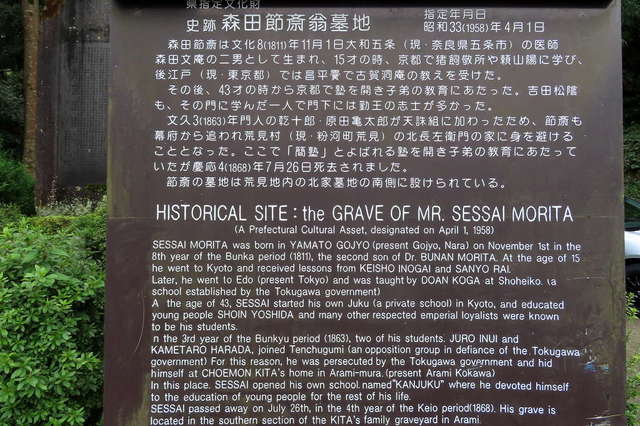 県指定文化財
史跡 森田節斎翁墓地
指定年月日
昭和33(1958)年4月1日
森田節斎は文化8(1811)年11月1日大和五条（現・奈良県五條市）の医師
森田文庵の二男として生まれ、15才の時、京都で猪飼敬所や頼山陽に学び、
後江戸（現・東京都）では昌平黌で古賀洞庵の教えを受けた。
その後、43才の時から京都で塾を開き子弟の教育にあたった。吉田松陰
も、その門に学んだ一人で門下には勤王の志士が多かった。
文久3(1863)年門人の乾十郎・原田亀太郎が天誅組に加わったため、節斎も
幕府から追われ荒見村（現・粉河町荒見）の北長左衛門の家に身を避ける
こととなった。ここで「簡塾」とよばれる塾を開き子弟の教育にあたって
いたが慶応4(1868)年7月26日死去されました。
節斎の墓地は荒見地内の北家墓地の南側に設けられている。
HISTORICAL SITE : the GRAVE OF MR. SESSAI MORITA
(A Prefectural Cultural Asset, designated on April 1, 1958)
SESSAI MORITA was born in YAMATO GOJYO (present Gojyo, Nara) on November 1st in the
8th year of the Bunka period (1811), the second son of Dr. BUNAN MORITA. At the age of 15
he went to Kyoto and received lessons from KEISHO INOGAI and SANYO RAI.
Later, he went to Edo (present Tokyo) and was taught by DOAN KOGA at Shoheiko. (a
school established by the Tokugawa government)
A the age of 43, SESSAI started his own Juku (a private school) in Kyoto, and educated
young people SHOIN YOSHIDA and many other respected emperial loyalists were known
to be his students.
n the 3rd year of the Bunkyu period (1863), two of his students. JURO INUI and
KAMETARO HARADA, joined Tenchugumi (an opposition group in defiance of the Tokugawa
government) For this reason, he was persecuted by the Tokugawa government and hid
himself at CHOEMON KITA's home in Arami-mura. (present Arami Kokawa)
In this place. SESSAI opened his own school. named "KANJUKU" where he devoted himself
to the education of young people for the rest of his life.
SESSAI passed away on July 26th, in the 4th year of the Keio period(1868). His grave is
located in the southern section of the KITA's family graveyard in Arami.